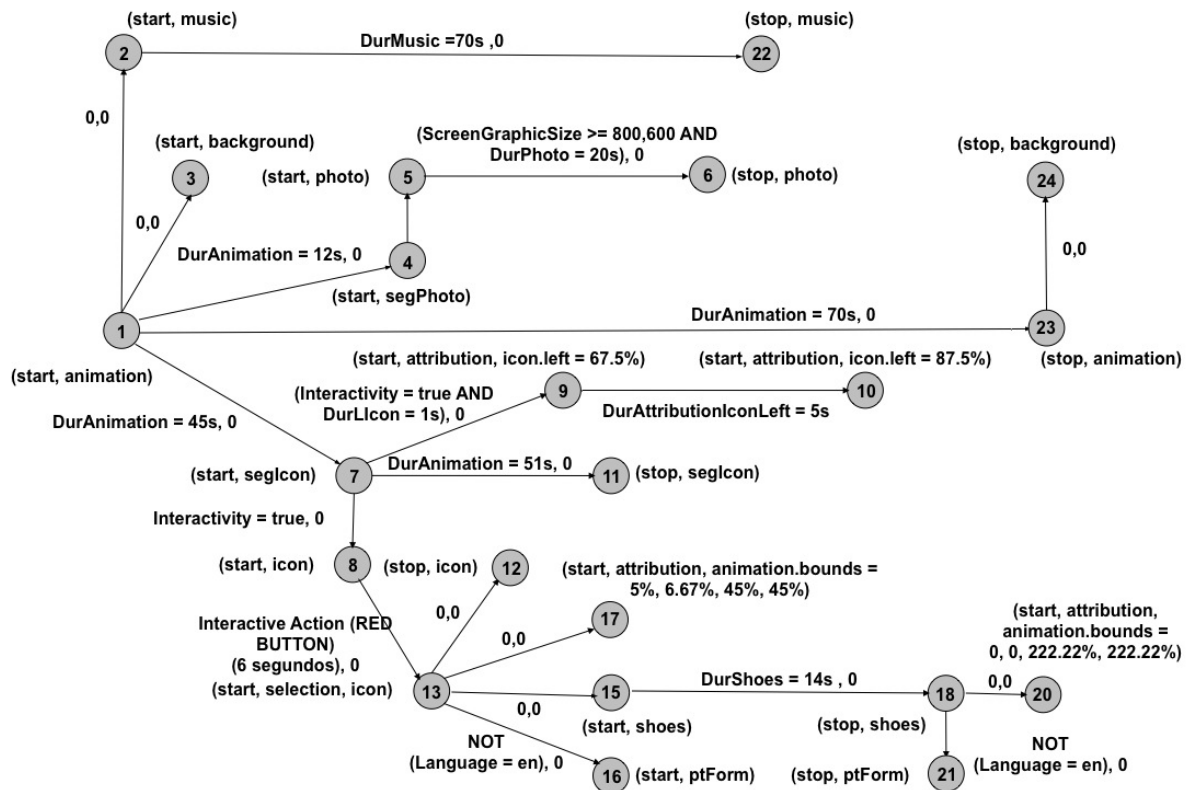 (start, music)
(stop, music)
2
DurMusic =70s ,0
22
0,0
(start, background)
(ScreenGraphicSize >= 800,600 AND
DurPhoto = 20s), 0
(stop, background)
3
(start, photo)
5
6
(stop, photo)
24
0,0
DurAnimation = 12s, 0
4
0,0
(start, segPhoto)
1
DurAnimation = 70s, 0
23
(start, animation)
(stop, animation)
(start, attribution, icon.left = 67.5%)
(start, attribution, icon.left = 87.5%)
(Interactivity = true AND
DurLIcon = 1s), 0
9
10
DurAttributionIconLeft = 5s
DurAnimation = 45s, 0
(start, segIcon)
7
DurAnimation = 51s, 0
11
(stop, segIcon)
Interactivity = true, 0
(start, icon)
8
(stop, icon)
12
(start, attribution, animation.bounds =
5%, 6.67%, 45%, 45%)
17
0,0
0,0
Interactive Action (RED
BUTTON)
(6 segundos), 0
(start, selection, icon)
13
0,0
15
(start, shoes)
DurShoes = 14s , 0
18
(stop, shoes)
0,0
20
(start, attribution,
animation.bounds =
0, 0, 222.22%, 222.22%)
NOT
(Language = en), 0
16
(start, ptForm)
(stop, ptForm)
21
NOT
(Language = en), 0